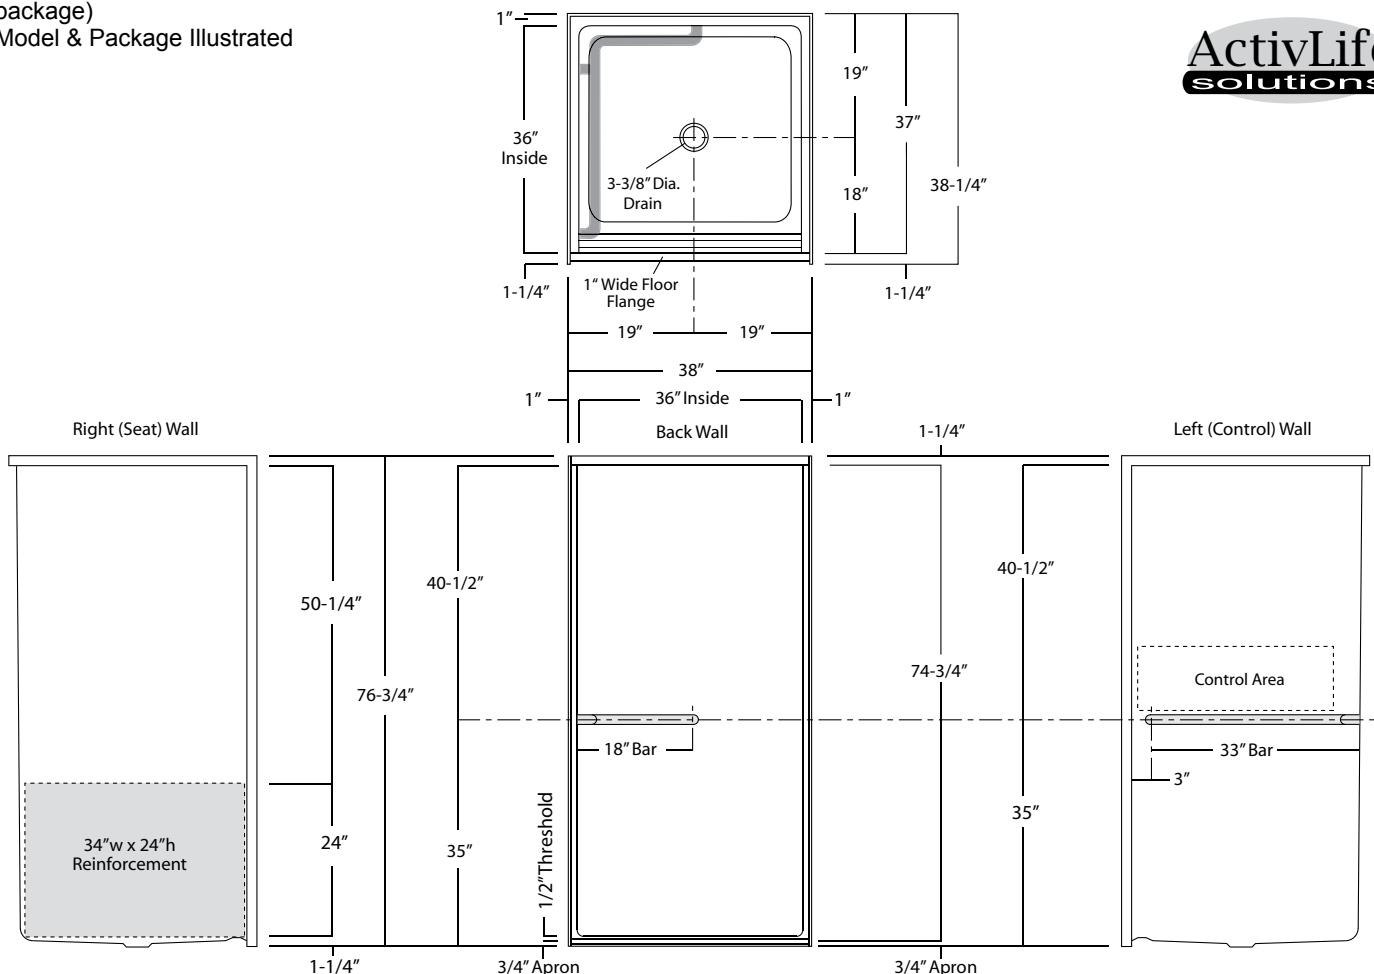 package)
Model & Package Illustrated
ActivLife
solutions
1”
36”
Inside
3-3/8” Dia.
Drain
19”
37”
18”
38-1/4”
1-1/4”
1“ Wide Floor
Flange
1-1/4”
19”
19”
38”
1”
36” Inside
1”
Right (Seat) Wall
Back Wall
1-1/4”
Left (Control) Wall
50-1/4”
40-1/2”
40-1/2”
76-3/4”
74-3/4”
Control Area
18” Bar
33” Bar
3”
34”w x 24”h
Reinforcement
24”
35”
1/2” Threshold
35”
1-1/4”
3/4” Apron
3/4” Apron